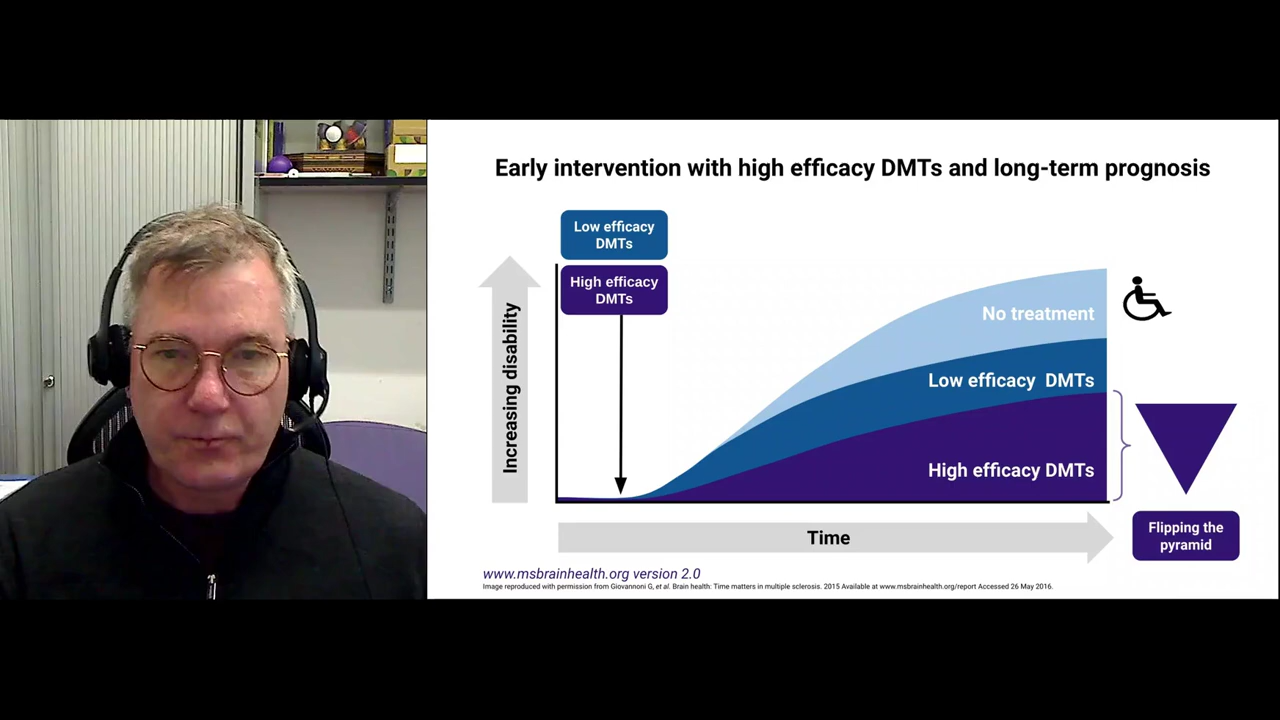 Early intervention with high efficacy DMTs and long-term prognosis
Low efficacy
DMTs
High efficacy
DMTs
Increasing disability
No treatment
Low efficacy DMTs
High efficacy DMTs
Time
Flipping the
pyramid
www.msbrainhealth.org version 2.0
Image reproduced with permission from Giovannoni G, et al. Brain health: Time matters in multiple sclerosis. 2015 Available at www.msbrainhealth.org/report Accessed 26 May 2016.